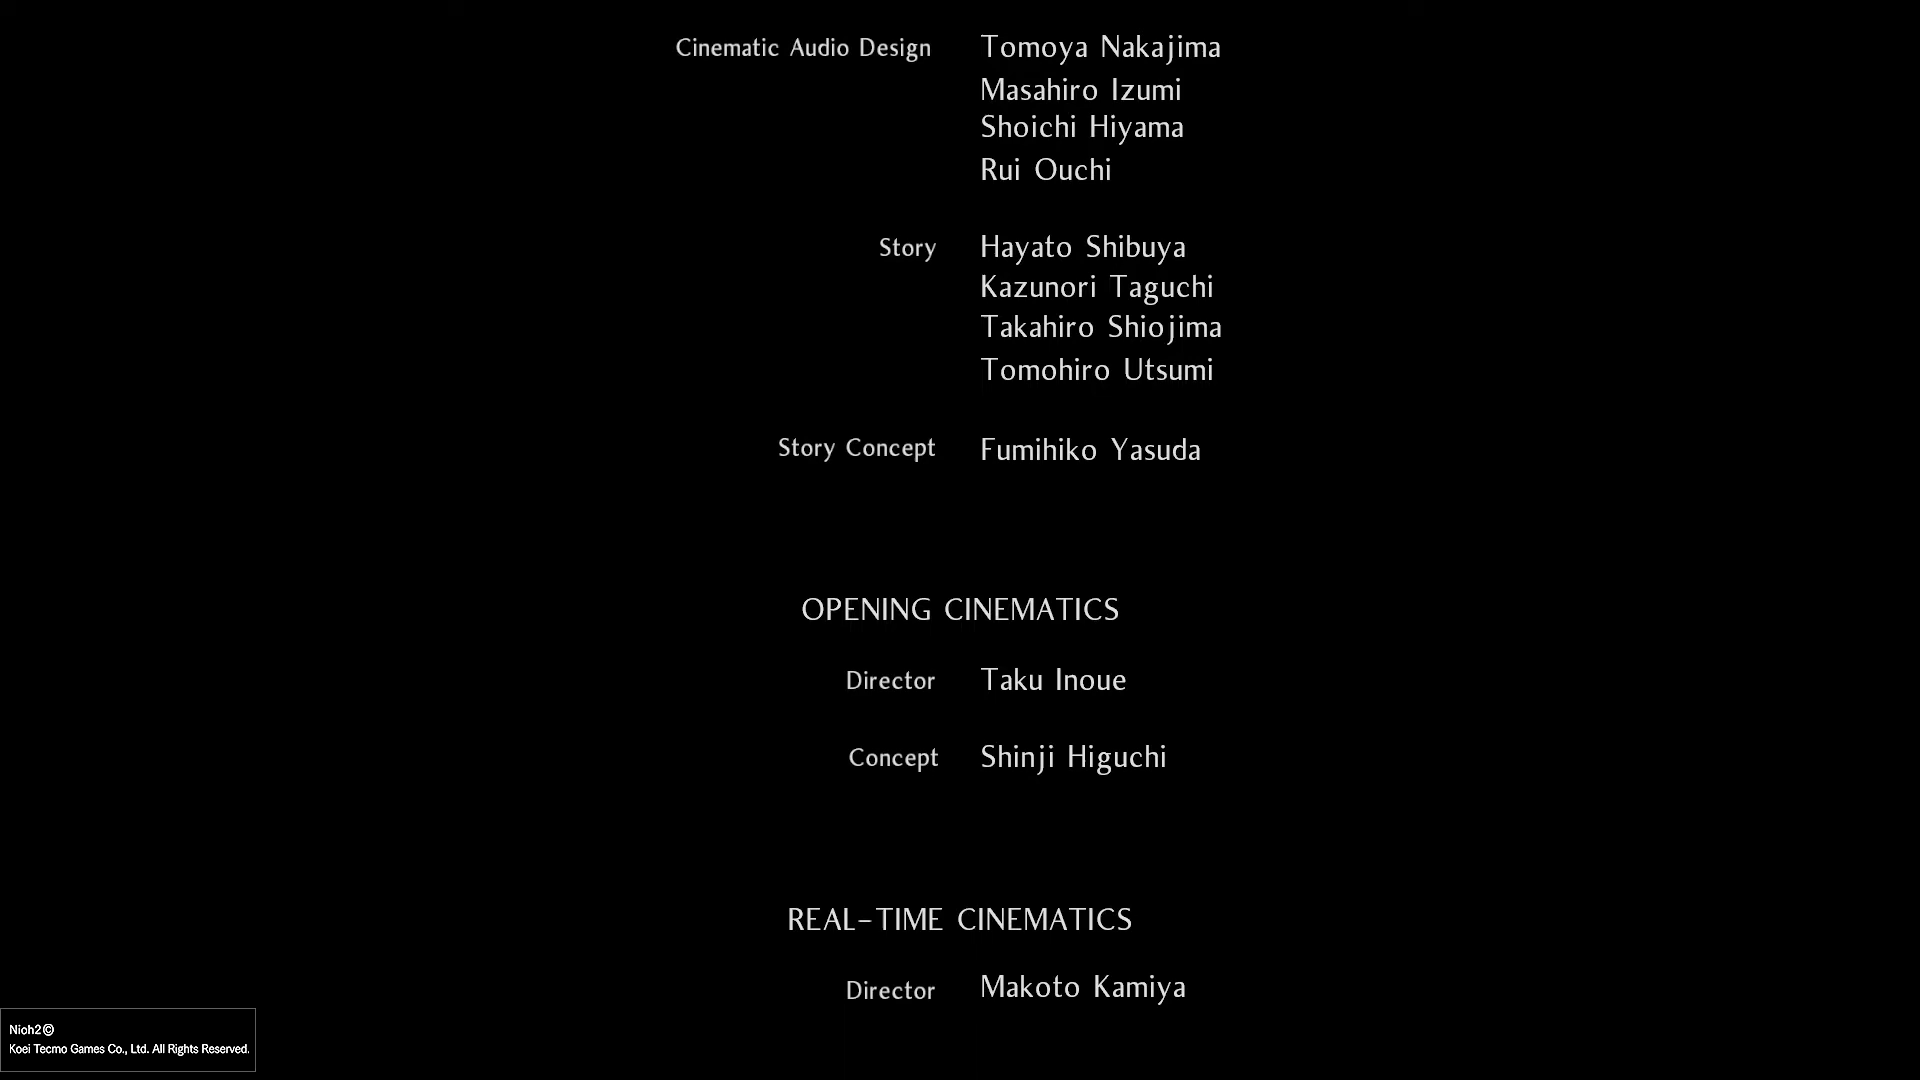 Cinematic Audio Design Tomoya Nakajima
Masahiro Izumi
Shoichi Hiyama
Rui Ouchi
Story Hayato Shibuya
Kazunori Taguchi
Takahiro Shiojima
Tomohiro Utsumi
Story Concept Fumihiko Yasuda
OPENING CINEMATICS
Director Taku Inoue
Concept Shinji Higuchi
REAL-TIME CINEMATICS
Director Makoto Kamiya
Nioh2©
Koei Tecmo Games Co., Ltd. All Rights Reserved.